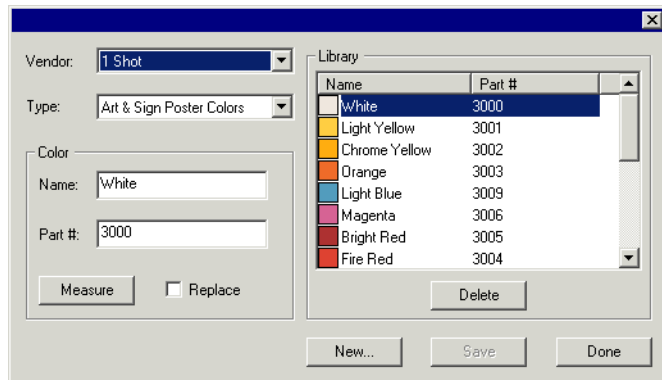 Vendor: 1 Shot
Type: Art & Sign Poster Colors
Color
Name: White
Part #: 3000
Measure Replace
Library
Name Part #
White 3000
Light Yellow 3001
Chrome Yellow 3002
Orange 3003
Light Blue 3009
Magenta 3006
Bright Red 3005
Fire Red 3004
Delete
New... Save Done